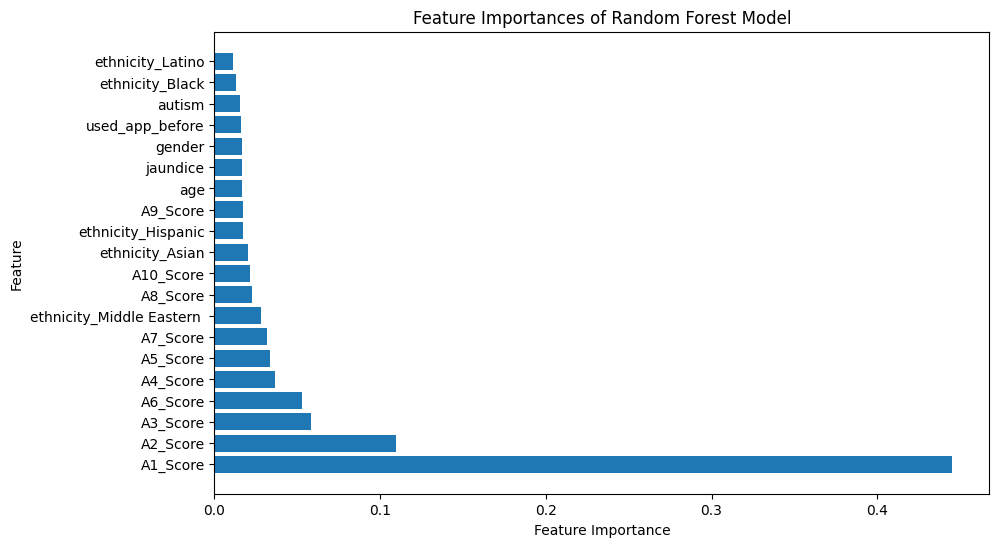 Feature Importances of Random Forest Model
ethnicity_Latino
ethnicity_Black
autism
used_app_before
gender
jaundice
age
A9_Score
ethnicity_Hispanic
ethnicity_Asian
A10_Score
A8_Score
ethnicity_Middle Eastern
A7_Score
A5_Score
A4_Score
A6_Score
A3_Score
A2_Score
A1_Score
Feature
0.0 0.1 0.2 0.3 0.4
Feature Importance